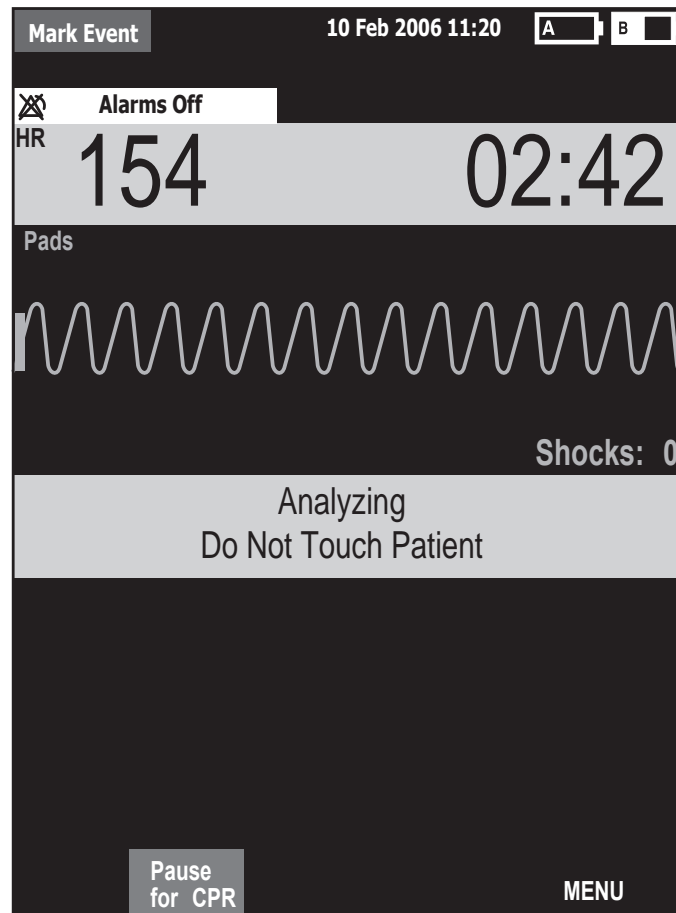 Mark Event 10 Feb 2006 11:20 A B
Alarms Off
HR 154 02:42
Pads
Shocks: 0
Analyzing
Do Not Touch Patient
Pause
for CPR
MENU